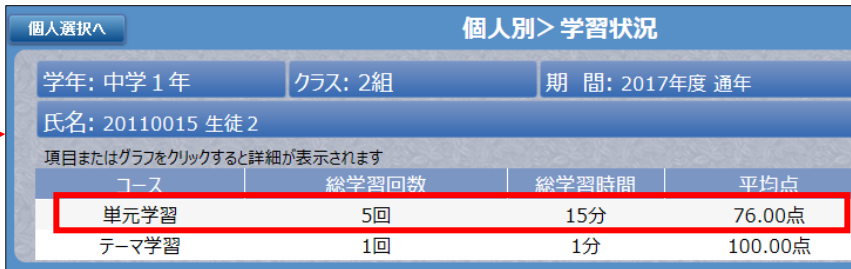 個人選択へ
個人別＞学習状況
学年: 中学１年 クラス: 2組 期 間: 2017年度 通年
氏名: 20110015 生徒２
項目またはグラフをクリックすると詳細が表示されます
コース 総学習回数 総学習時間 平均点
単元学習 5回 15分 76.00点
テーマ学習 1回 1分 100.00点